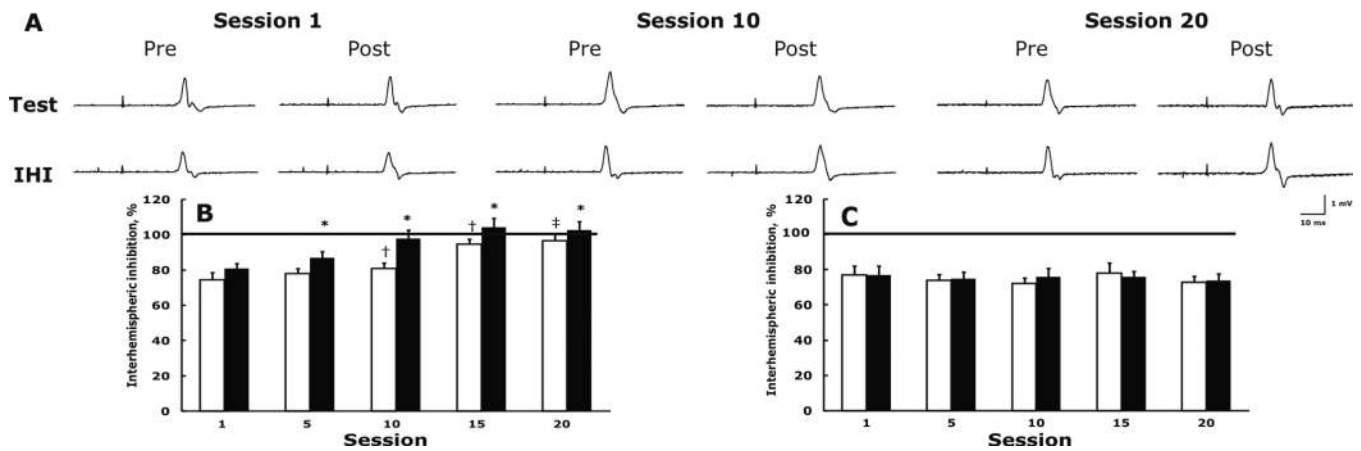 A
Session 1 Session 10 Session 20
Pre Post Pre Post Pre Post
Test
IHI
1 mV
10 ms
B
Interhemispheric inhibition, %
120
100
80
60
40
20
0
*
*
*
*
†
†
‡
1 5 10 15 20
Session
C
Interhemispheric inhibition, %
120
100
80
60
40
20
0
1 5 10 15 20
Session